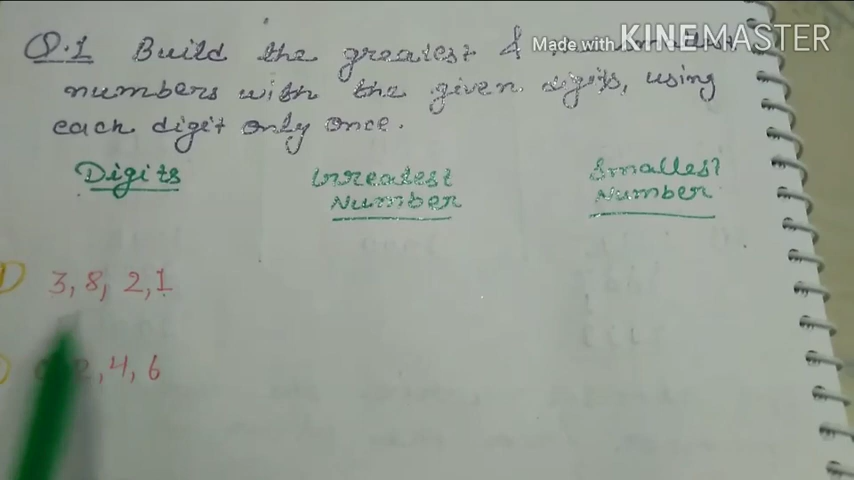 Made with KINEMASTER
Q.1 Build the greatest &
numbers with the given digits, using
each digit only once.
Digits Greatest Number Smallest Number
3, 8, 2, 1
2, 4, 6